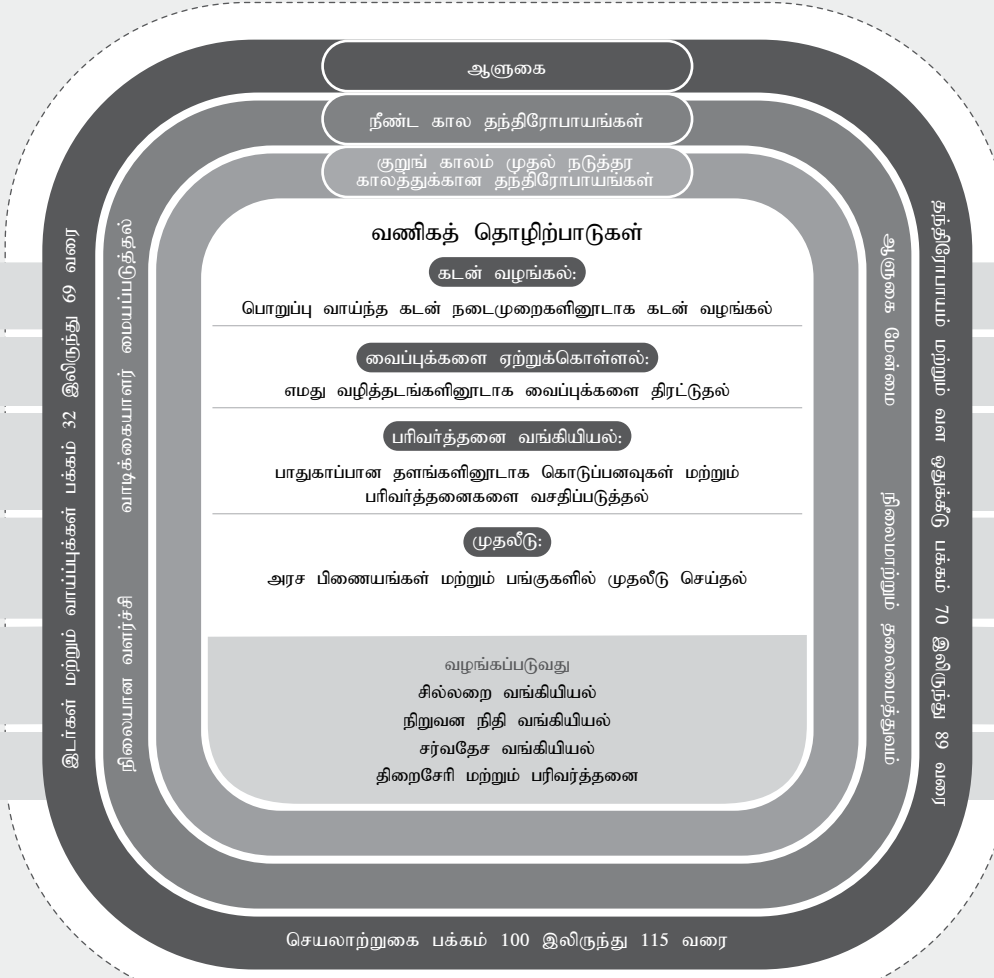 ஆளுகை
நீண்ட கால தந்திரோபாயங்கள்
குறுங் காலம் முதல் நடுத்தர
காலத்துக்கான தந்திரோபாயங்கள்
வணிகத் தொழிற்பாடுகள்
கடன் வழங்கல்:
பொறுப்பு வாய்ந்த கடன் நடைமுறைகளினூடாக கடன் வழங்கல்
வைப்புக்களை ஏற்றுக்கொள்ளல்:
எமது வழித்தடங்களினூடாக வைப்புக்களை திரட்டுதல்
பரிவர்த்தனை வங்கியியல்:
பாதுகாப்பான தளங்களினூடாக கொடுப்பனவுகள் மற்றும்
பரிவர்த்தனைகளை வசதிப்படுத்தல்
முதலீடு:
அரச பிணையங்கள் மற்றும் பங்குகளில் முதலீடு செய்தல்
வழங்கப்படுவது
சில்லறை வங்கியியல்
நிறுவன நிதி வங்கியியல்
சர்வதேச வங்கியியல்
திறைசேரி மற்றும் பரிவர்த்தனை
இடர்கள் மற்றும் வாய்ப்புக்கள் பக்கம் 32 இலிருந்து 69 வரை
நிலையான வளர்ச்சி
வாடிக்கையாளர் மையப்படுத்தல்
ஆளுகை மேன்மை
நிலைமாற்றும் தலைமைத்துவம்
தந்திரோபாயம் மற்றும் வள ஒதுக்கீடு பக்கம் 70 இலிருந்து 89 வரை
செயலாற்றுகை பக்கம் 100 இலிருந்து 115 வரை